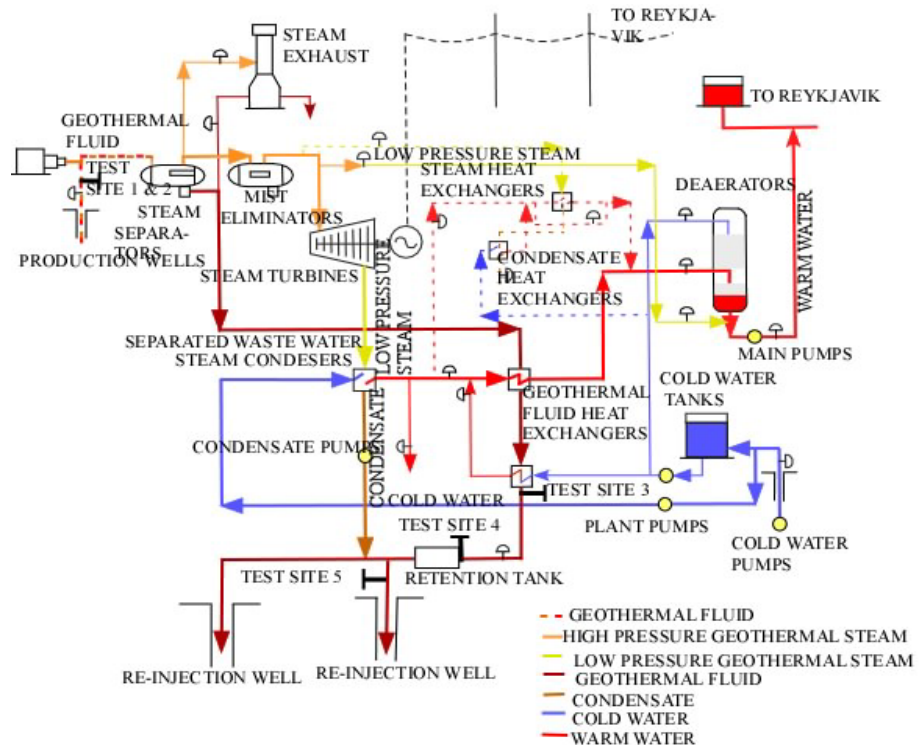 TO REYKJA-
VIK
STEAM
EXHAUST
TO REYKJAVIK
GEOTHERMAL
FLUID
TEST
SITE 1 & 2
LOW PRESSURE STEAM
STEAM HEAT
EXCHANGERS
DEAERATORS
MIST
ELIMINATORS
STEAM
SEPARA-
TORS
PRODUCTION WELLS
STEAM TURBINES
CONDENSATE
HEAT
EXCHANGERS
WARM WATER
LOW PRESSURE
STEAM
SEPARATED WASTE WATER
STEAM CONDESERS
MAIN PUMPS
COLD WATER
TANKS
GEOTHERMAL
FLUID HEAT
EXCHANGERS
CONDENSATE PUMPS
CONDENSATE
COLD WATER
TEST SITE 3
TEST SITE 4
PLANT PUMPS
COLD WATER
PUMPS
TEST SITE 5
RETENTION TANK
RE-INJECTION WELL
RE-INJECTION WELL
GEOTHERMAL FLUID
HIGH PRESSURE GEOTHERMAL STEAM
LOW PRESSURE GEOTHERMAL STEAM
GEOTHERMAL FLUID
CONDENSATE
COLD WATER
WARM WATER